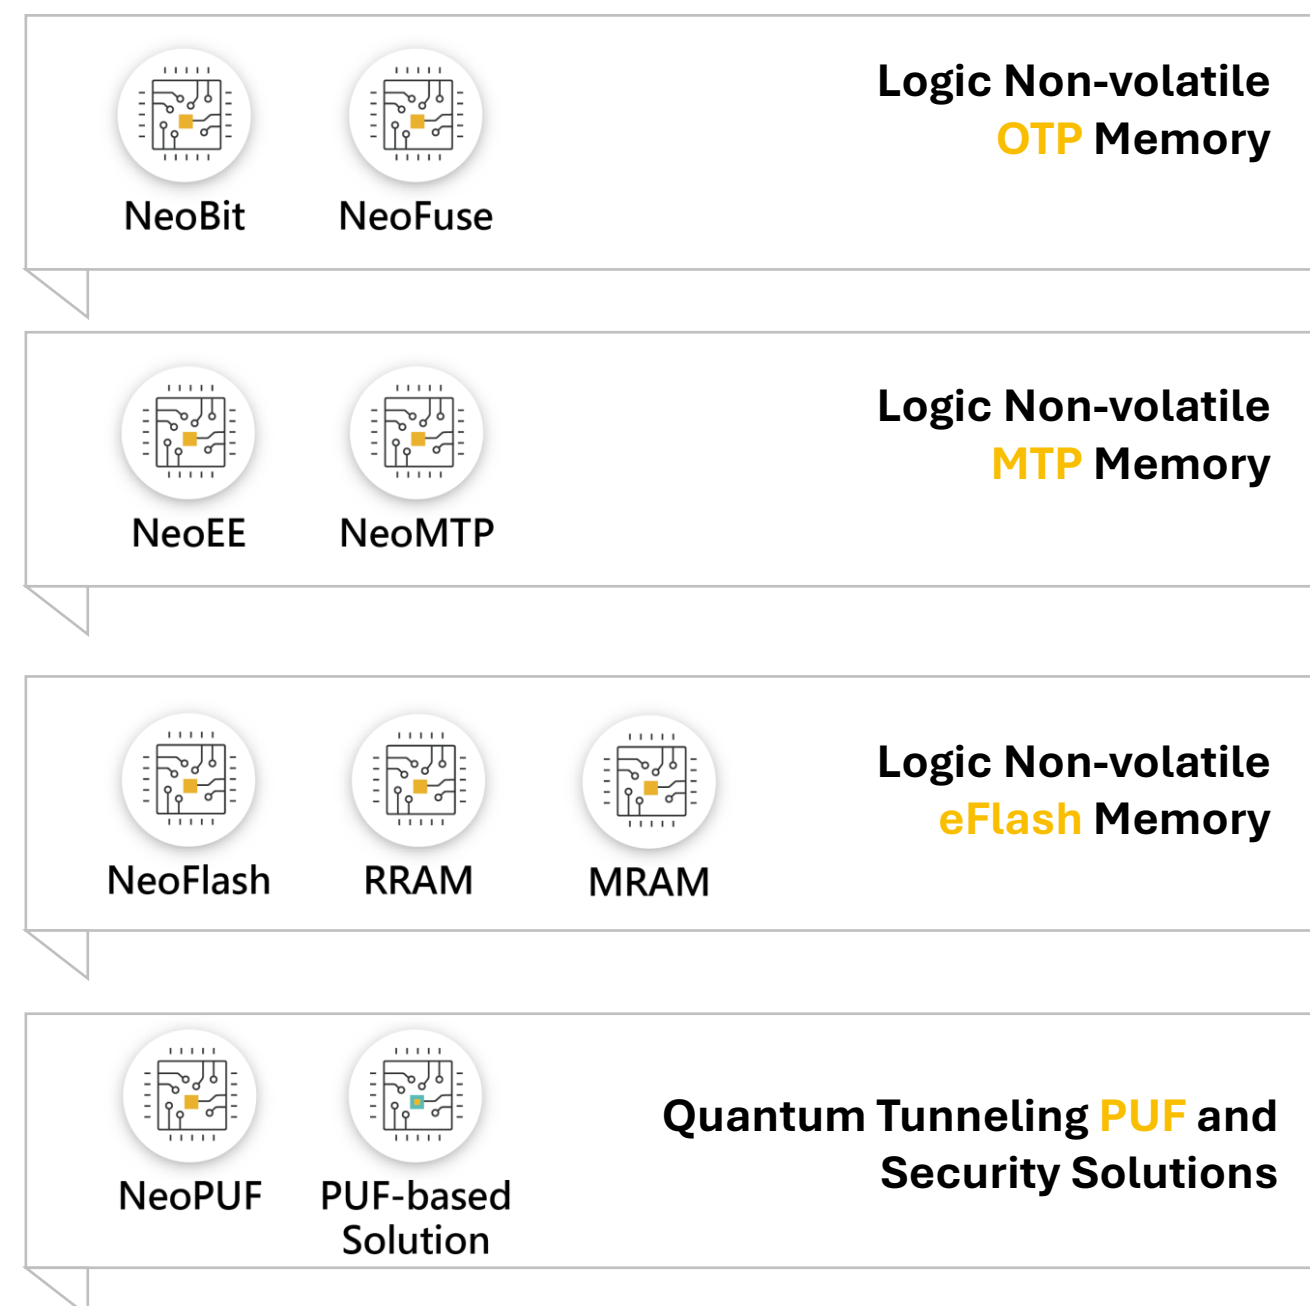 Logic Non-volatile
OTP Memory
NeoBit NeoFuse
Logic Non-volatile
MTP Memory
NeoEE NeoMTP
Logic Non-volatile
eFlash Memory
NeoFlash RRAM MRAM
Quantum Tunneling PUF and
Security Solutions
NeoPUF PUF-based
Solution